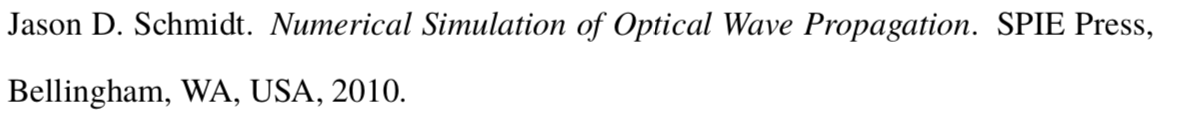 Jason D. Schmidt. Numerical Simulation of Optical Wave Propagation. SPIE Press,
Bellingham, WA, USA, 2010.